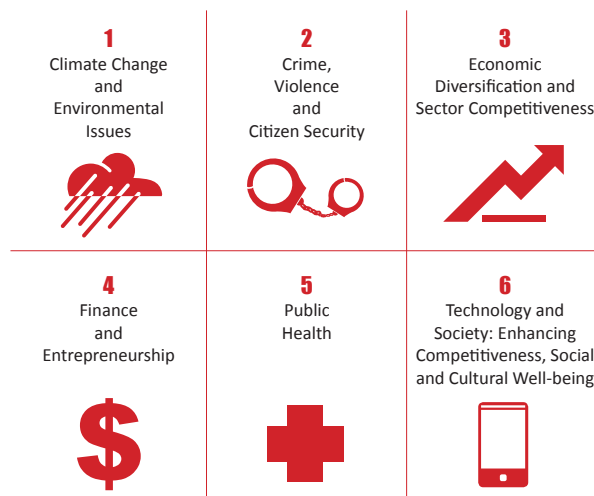 1
Climate Change
and
Environmental
Issues
2
Crime,
Violence
and
Citizen Security
3
Economic
Diversification and
Sector Competitiveness
4
Finance
and
Entrepreneurship
$
5
Public
Health
6
Technology and
Society: Enhancing
Competitiveness, Social
and Cultural Well-being